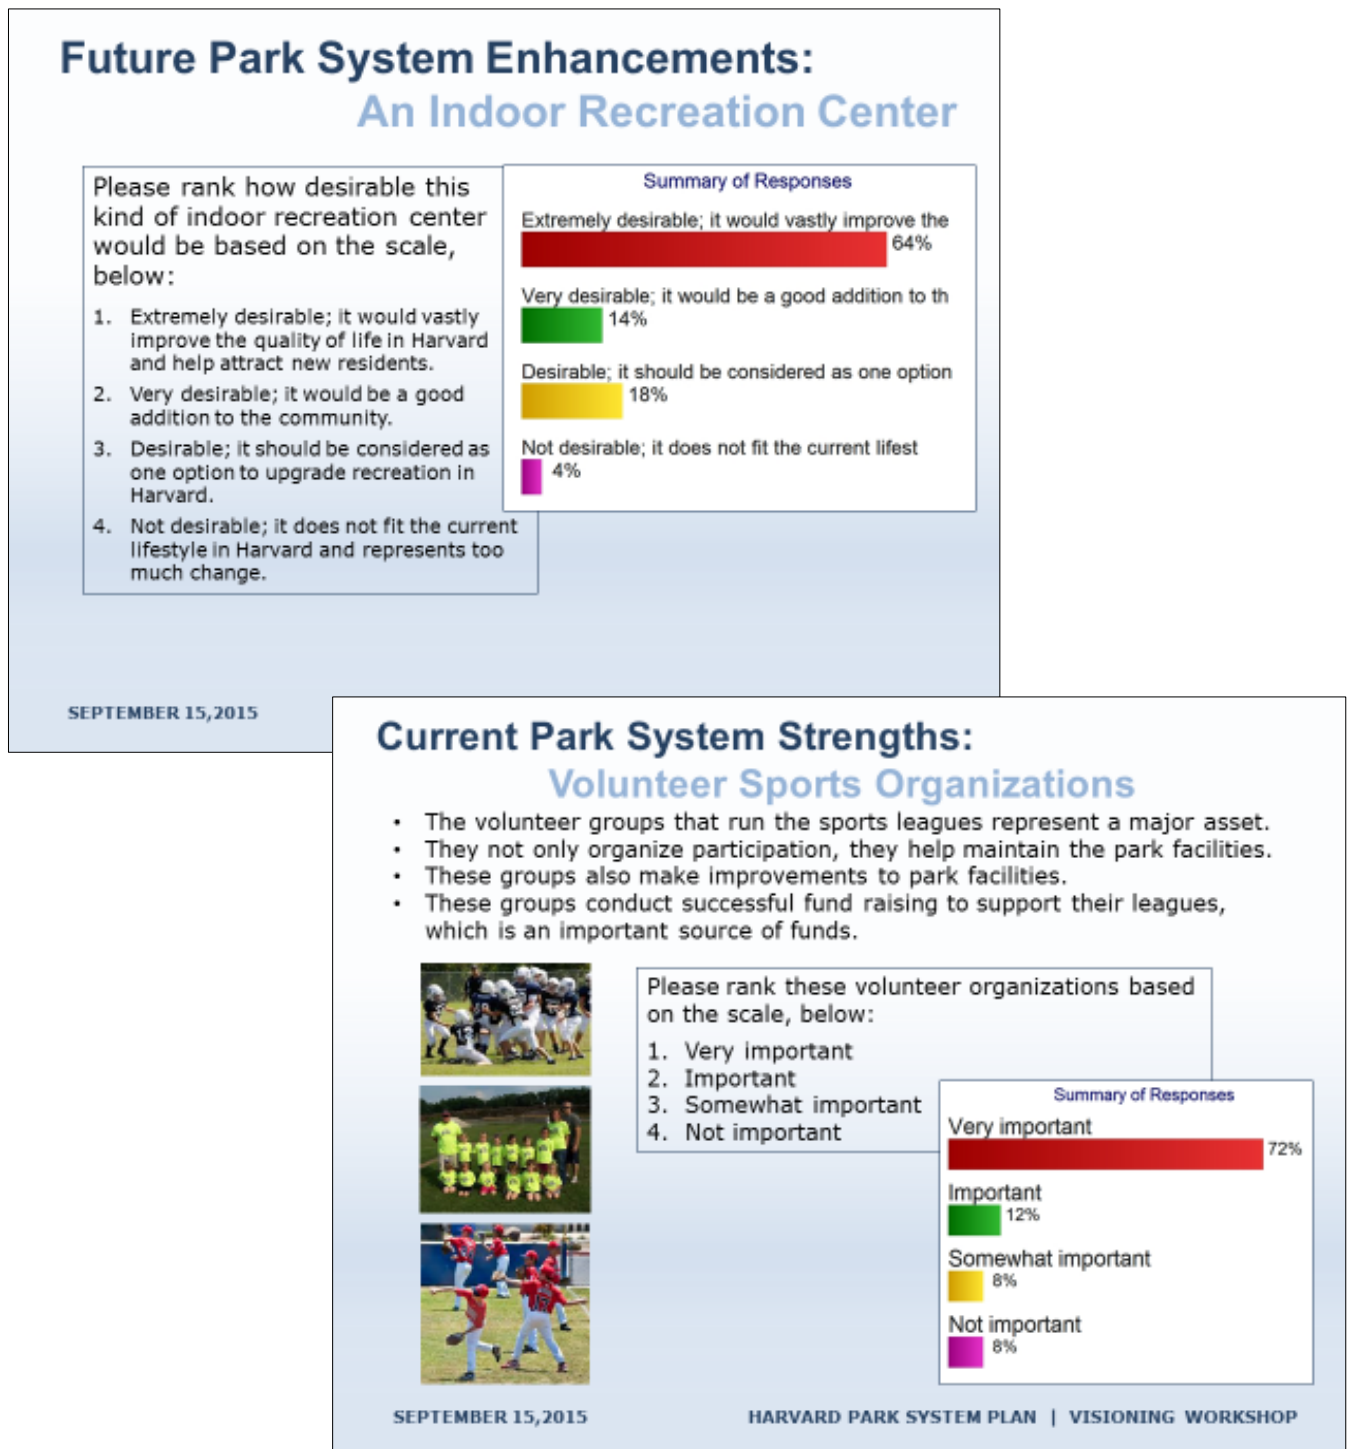 Future Park System Enhancements:
An Indoor Recreation Center
Please rank how desirable this
kind of indoor recreation center
would be based on the scale,
below:
1. Extremely desirable; it would vastly
improve the quality of life in Harvard
and help attract new residents.
2. Very desirable; it would be a good
addition to the community.
3. Desirable; it should be considered as
one option to upgrade recreation in
Harvard.
4. Not desirable; it does not fit the current
lifestyle in Harvard and represents too
much change.
Summary of Responses
Extremely desirable; it would vastly improve the
64%
Very desirable; it would be a good addition to th
14%
Desirable; it should be considered as one option
18%
Not desirable; it does not fit the current lifest
4%
SEPTEMBER 15,2015
Current Park System Strengths:
Volunteer Sports Organizations
• The volunteer groups that run the sports leagues represent a major asset.
• They not only organize participation, they help maintain the park facilities.
• These groups also make improvements to park facilities.
• These groups conduct successful fund raising to support their leagues,
which is an important source of funds.
Please rank these volunteer organizations based
on the scale, below:
1. Very important
2. Important
3. Somewhat important
4. Not important
Summary of Responses
Very important
72%
Important
12%
Somewhat important
8%
Not important
8%
SEPTEMBER 15,2015
HARVARD PARK SYSTEM PLAN | VISIONING WORKSHOP